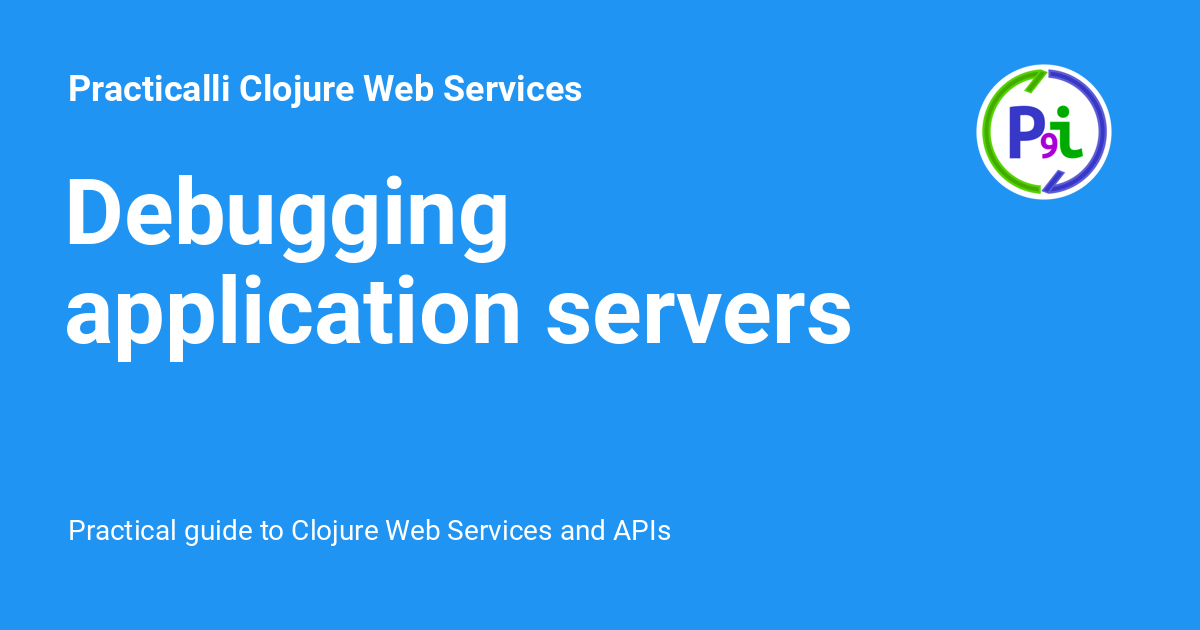 Practicalli Clojure Web Services
P9i
Debugging
application servers
Practical guide to Clojure Web Services and APIs